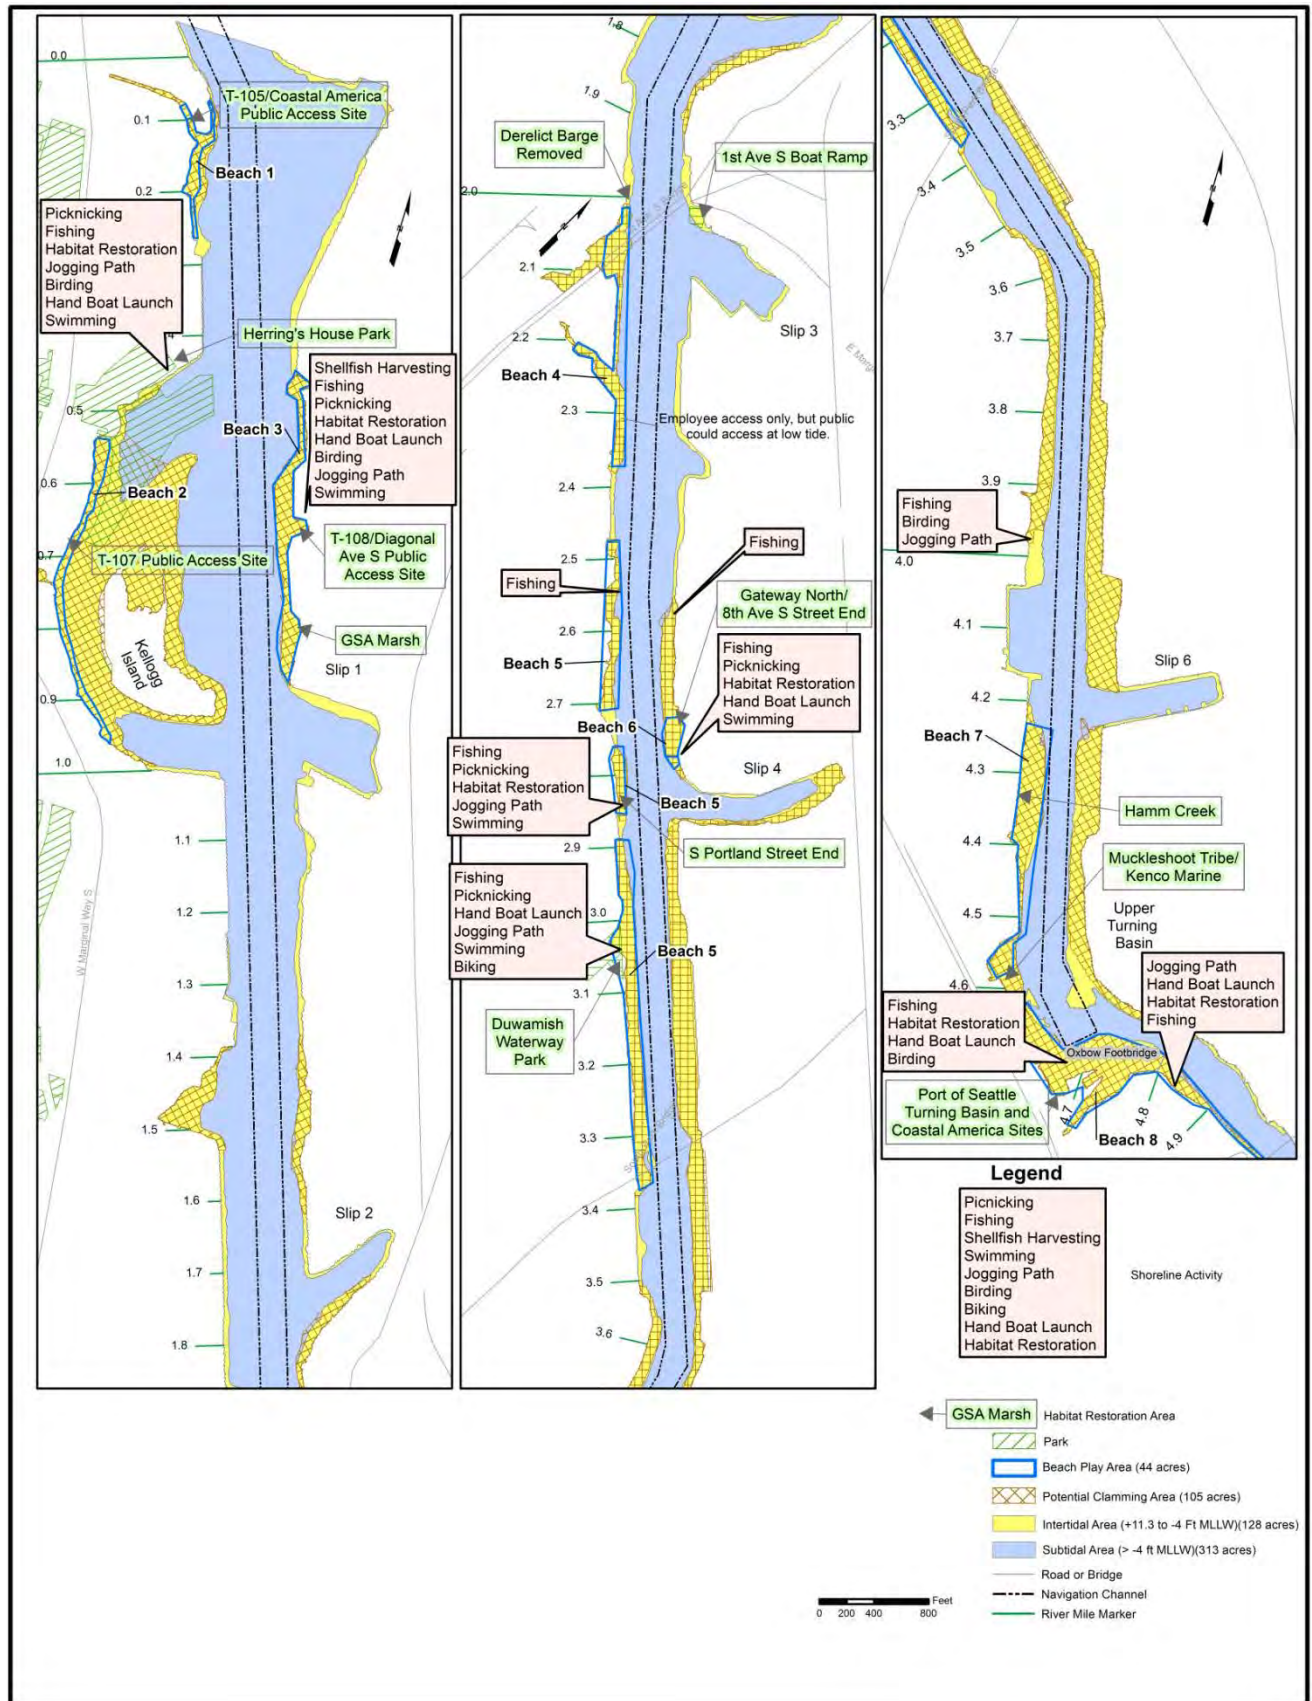 0.0
T-105/Coastal America
Public Access Site
0.1
Beach 1
0.2
Picknicking
Fishing
Habitat Restoration
Jogging Path
Birding
Hand Boat Launch
Swimming
Herring's House Park
Shellfish Harvesting
Fishing
Picknicking
Habitat Restoration
Hand Boat Launch
Birding
Jogging Path
Swimming
0.5
Beach 3
0.6
Beach 2
0.7
T-107 Public Access Site
T-108/Diagonal
Ave S Public
Access Site
GSA Marsh
Kellogg
Island
Slip 1
0.9
1.0
1.1
1.2
W Marginal Way S
1.3
1.4
1.5
1.6
Slip 2
1.7
1.8
1.8
1.9
Derelict Barge
Removed
1st Ave S Boat Ramp
2.0
2.1
Slip 3
2.2
Beach 4
2.3
Employee access only, but public
could access at low tide.
2.4
2.5
Fishing
Fishing
Gateway North/
8th Ave S Street End
2.6
Beach 5
Fishing
Picknicking
Habitat Restoration
Hand Boat Launch
Swimming
2.7
Beach 6
Fishing
Picknicking
Habitat Restoration
Jogging Path
Swimming
Slip 4
Beach 5
S Portland Street End
2.9
Fishing
Picknicking
Hand Boat Launch
Jogging Path
Swimming
Biking
3.0
Beach 5
3.1
Duwamish
Waterway
Park
3.2
3.3
3.4
3.5
3.6
3.3
3.4
3.5
3.6
3.7
3.8
3.9
Fishing
Birding
Jogging Path
4.0
4.1
Slip 6
4.2
Beach 7
4.3
Hamm Creek
4.4
Muckleshoot Tribe/
Kenco Marine
4.5
Upper
Turning
Basin
4.6
Jogging Path
Hand Boat Launch
Habitat Restoration
Fishing
Fishing
Habitat Restoration
Hand Boat Launch
Birding
Oxbow Footbridge
Port of Seattle
Turning Basin and
Coastal America Sites
4.7
4.8
4.9
Beach 8
Legend
Picnicking
Fishing
Shellfish Harvesting
Swimming
Jogging Path
Birding
Biking
Hand Boat Launch
Habitat Restoration
Shoreline Activity
GSA Marsh
Habitat Restoration Area
Park
Beach Play Area (44 acres)
Potential Clamming Area (105 acres)
Intertidal Area (+11.3 to -4 Ft MLLW)(128 acres)
Subtidal Area (> -4 ft MLLW)(313 acres)
Road or Bridge
Navigation Channel
River Mile Marker
Feet
0 200 400 800